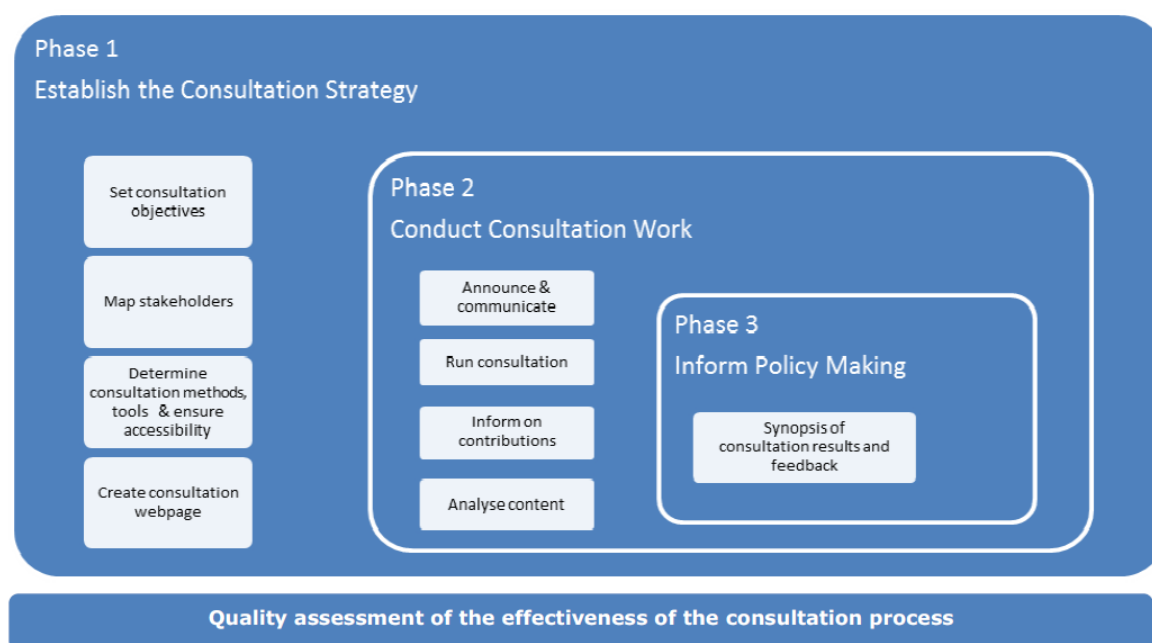 Phase 1
Establish the Consultation Strategy
Set consultation
objectives
Map stakeholders
Determine
consultation methods,
tools & ensure
accessibility
Create consultation
webpage
Phase 2
Conduct Consultation Work
Announce &
communicate
Run consultation
Inform on
contributions
Analyse content
Phase 3
Inform Policy Making
Synopsis of
consultation results and
feedback
Quality assessment of the effectiveness of the consultation process